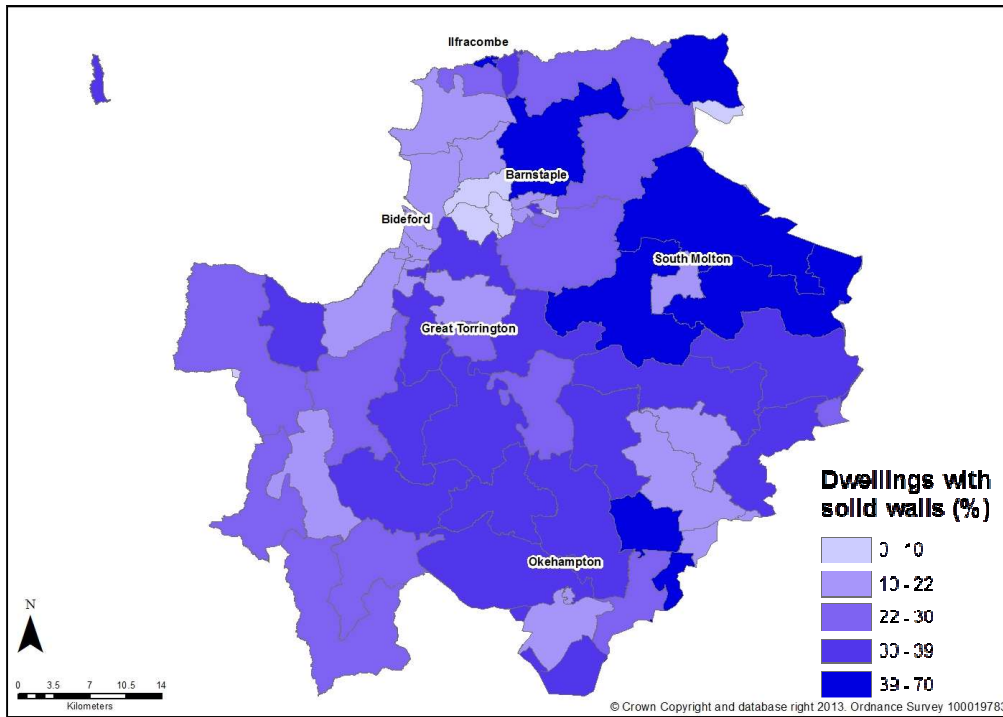 Ilfracombe
Barnstaple
Bideford
South Molton
Great Torrington
Okehampton
Dwellings with
solid walls (%)
0 - 10
10 - 22
22 - 30
30 - 39
39 - 70
N
0 3.5 7 10.5 14
Kilometers
© Crown Copyright and database right 2013. Ordnance Survey 100019783